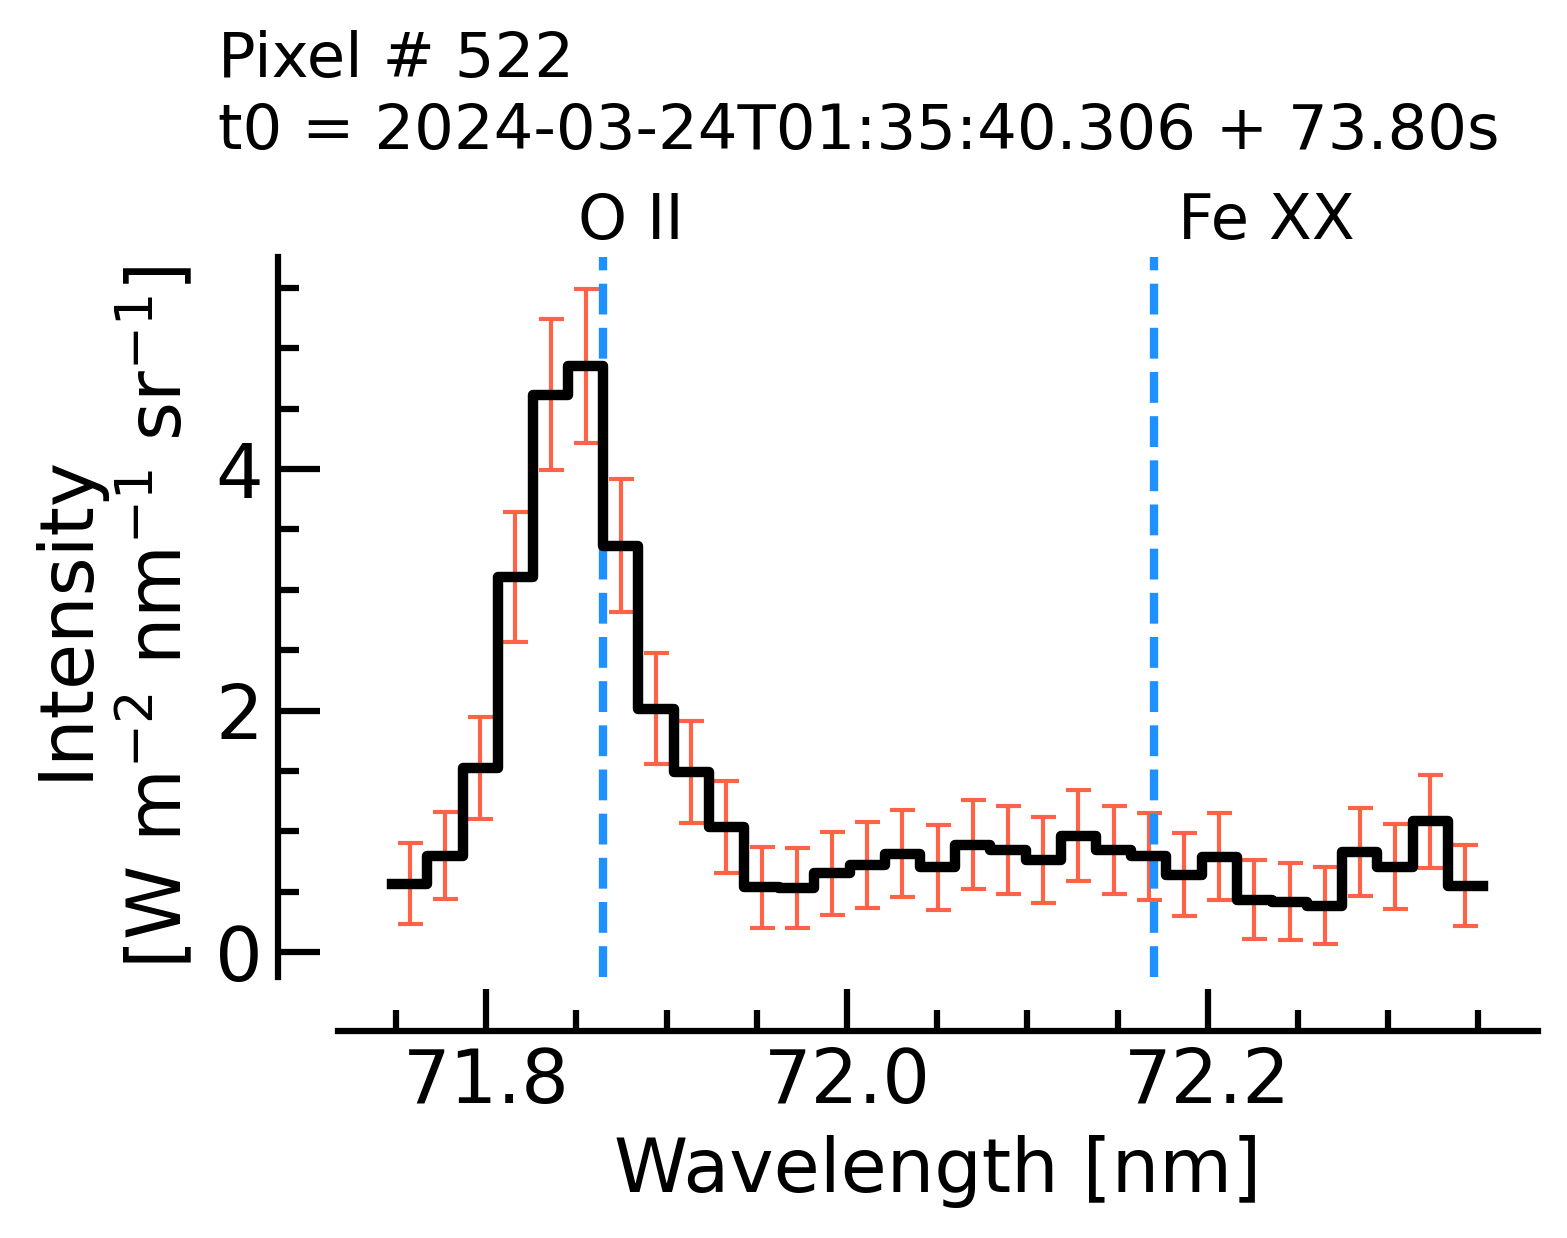 Pixel # 522
t0 = 2024-03-24T01:35:40.306 + 73.80s
O II
Fe XX
Intensity
[W m⁻² nm⁻¹ sr⁻¹]
4
2
0
71.8 72.0 72.2
Wavelength [nm]